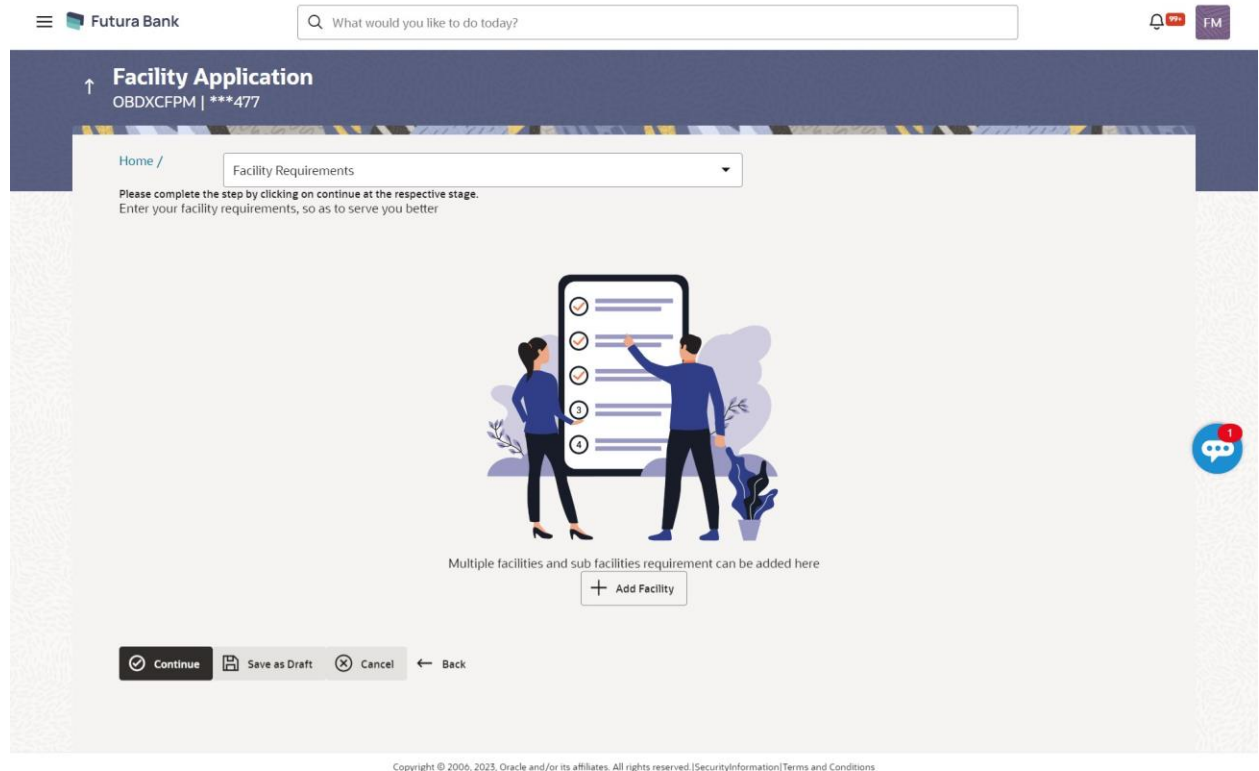 Futura Bank
What would you like to do today?
99+
FM
Facility Application
OBDXCFPM | ***477
Home /
Facility Requirements
Please complete the step by clicking on continue at the respective stage.
Enter your facility requirements, so as to serve you better
3
4
1
Multiple facilities and sub facilities requirement can be added here
Add Facility
Continue
Save as Draft
Cancel
Back
Copyright © 2006, 2023, Oracle and/or its affiliates. All rights reserved.|SecurityInformation|Terms and Conditions